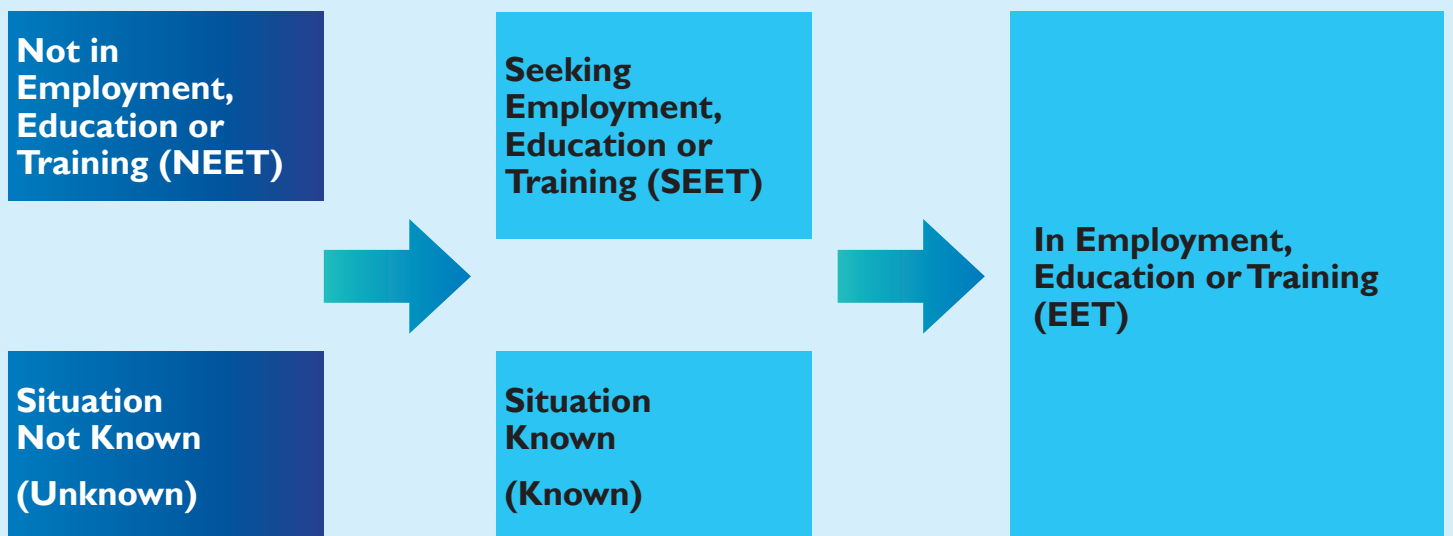 Not in
Employment,
Education or
Training (NEET)
Situation
Not Known
(Unknown)
Seeking
Employment,
Education or
Training (SEET)
Situation
Known
(Known)
In Employment,
Education or Training
(EET)